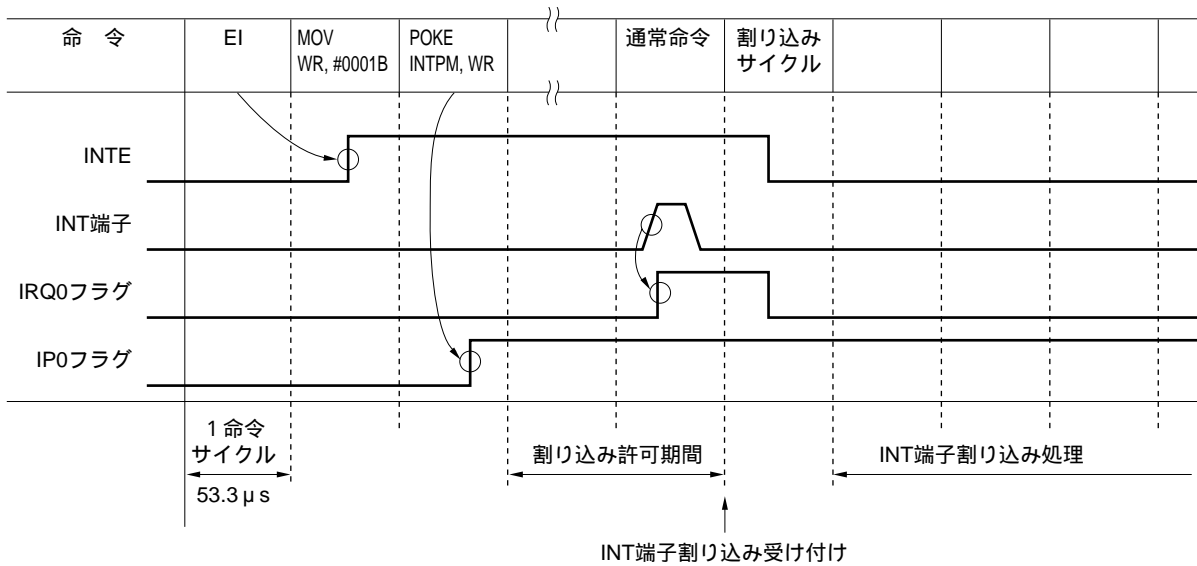 命 令
EI
MOV
WR, #0001B
POKE
INTPM, WR
通常命令
割り込み
サイクル
INTE
INT端子
IRQ0フラグ
IP0フラグ
1 命令
サイクル
53.3 μ s
割り込み許可期間
INT端子割り込み処理
INT端子割り込み受け付け